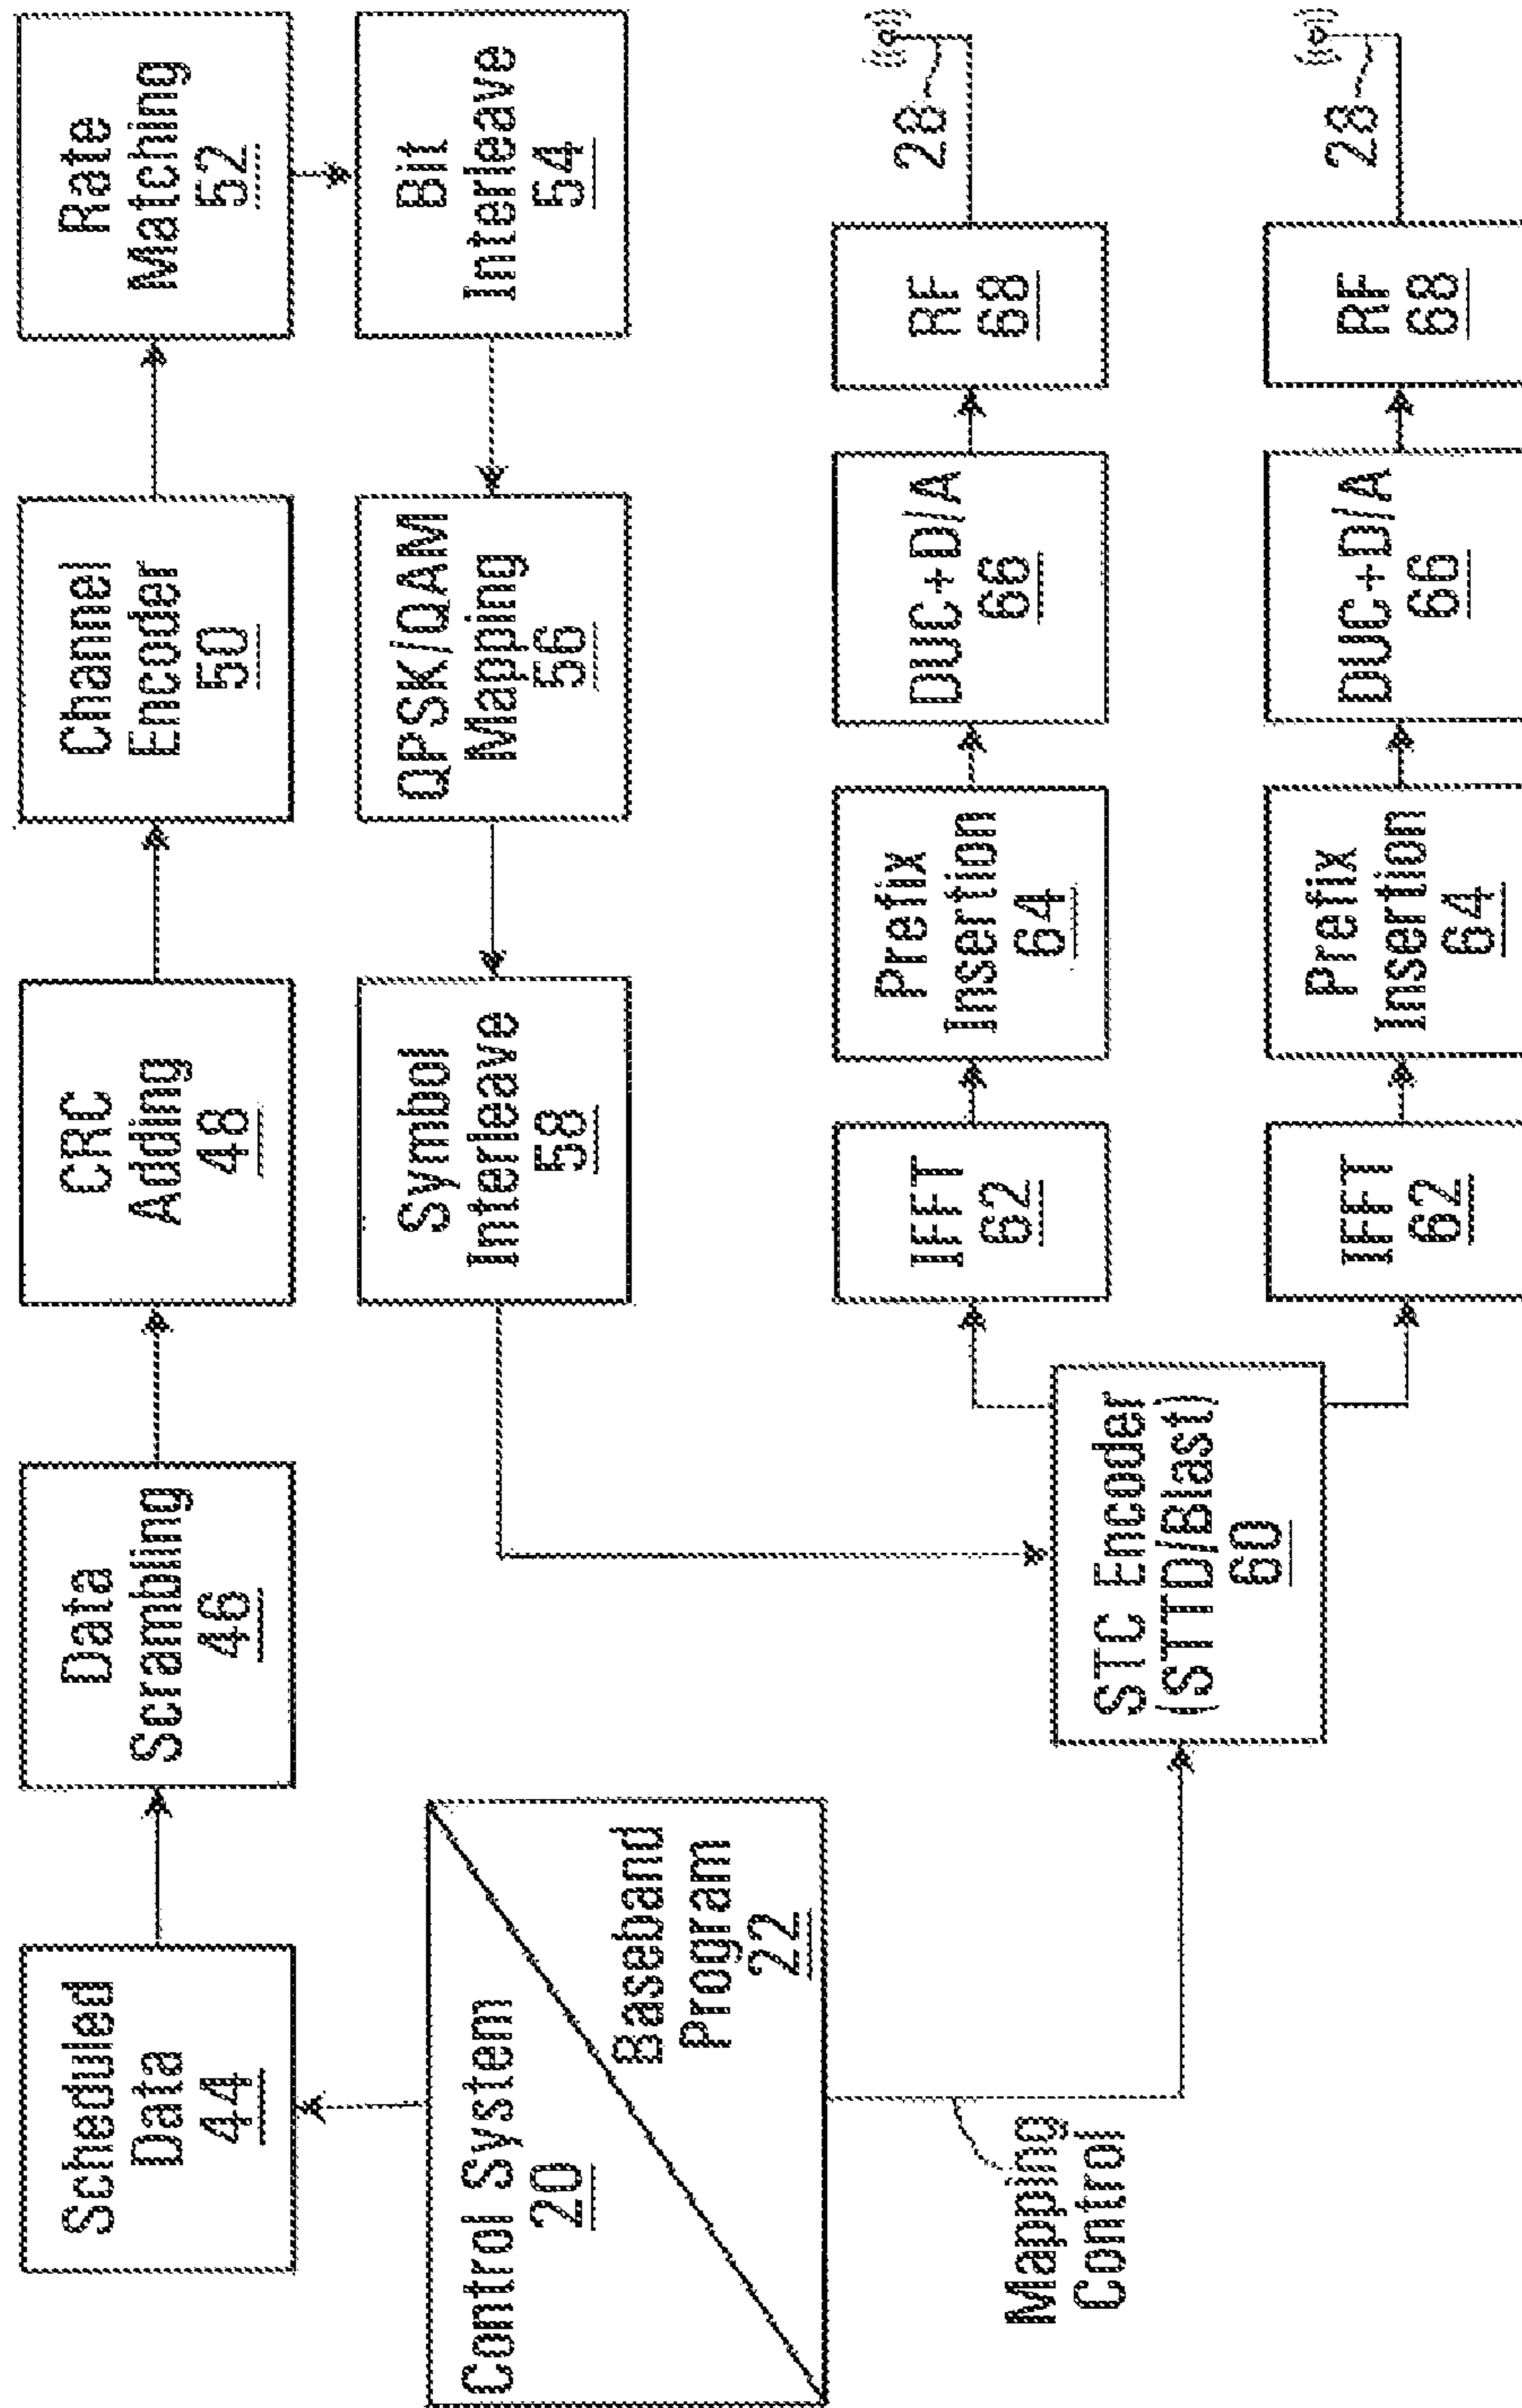 Scheduled
Data
44
Data
Scrambling
46
CRC
Adding
48
Channel
Encoder
50
Rate
Matching
52
Control System
20
Baseband
Program
22
Symbol
Interleave
58
QPSK/QAM
Mapping
56
Bit
Interleave
54
Mapping
Control
STC Encoder
(STTD/Blast)
60
IFFT
62
Prefix
Insertion
64
DUC+D/A
66
RF
68
28
IFFT
62
Prefix
Insertion
64
DUC+D/A
66
RF
68
28